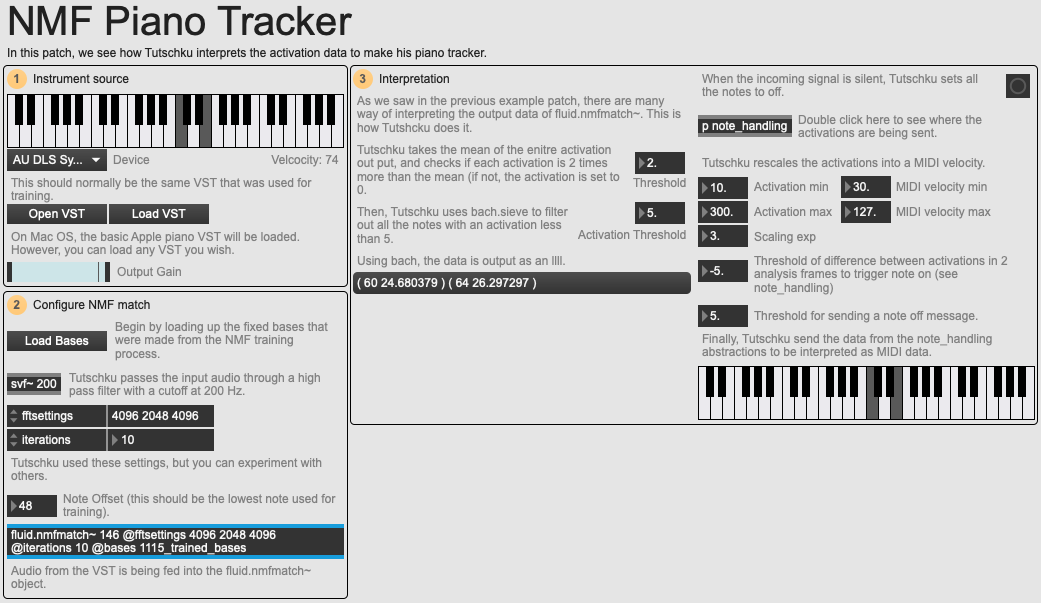 NMF Piano Tracker
In this patch, we see how Tutschku interprets the activation data to make his piano tracker.
1 Instrument source
AU DLS Sy... Device Velcocity: 74
This should normally be the same VST that was used for
training.
Open VST Load VST
On Mac OS, the basic Apple piano VST will be loaded.
However, you can load any VST you wish.
Output Gain
2 Configure NMF match
Load Bases
Begin by loading up the fixed bases that
were made from the NMF training
process.
svf~ 200
Tutschku passes the input audio through a high
pass filter with a cutoff at 200 Hz.
fftsettings 4096 2048 4096
iterations 10
Tutschku used these settings, but you can experiment with
others.
48
Note Offset (this should be the lowest note used for
training).
fluid.nmfmatch~ 146 @fftsettings 4096 2048 4096
@iterations 10 @bases 1115_trained_bases
Audio from the VST is being fed into the fluid.nmfmatch~
object.
3 Interpretation
As we saw in the previous example patch, there are many
way of interpreting the output data of fluid.nmfmatch~. This is
how Tutshcku does it.
Tutschku takes the mean of the enitre activation
out put, and checks if each activation is 2 times
more than the mean (if not, the activation is set to
0.
2.
Threshold
Then, Tutschku uses bach.sieve to filter
out all the notes with an activation less
than 5.
5.
Activation Threshold
Using bach, the data is output as an llll.
( 60 24.680379 ) ( 64 26.297297 )
When the incoming signal is silent, Tutschku sets all
the notes to off.
p note_handling
Double click here to see where the
activations are being sent.
Tutschku rescales the activations into a MIDI velocity.
10. Activation min 30. MIDI velocity min
300. Activation max 127. MIDI velocity max
3. Scaling exp
-5.
Threshold of difference between activations in 2
analysis frames to trigger note on (see
note_handling)
5. Threshold for sending a note off message.
Finally, Tutschku send the data from the note_handling
abstractions to be interpreted as MIDI data.